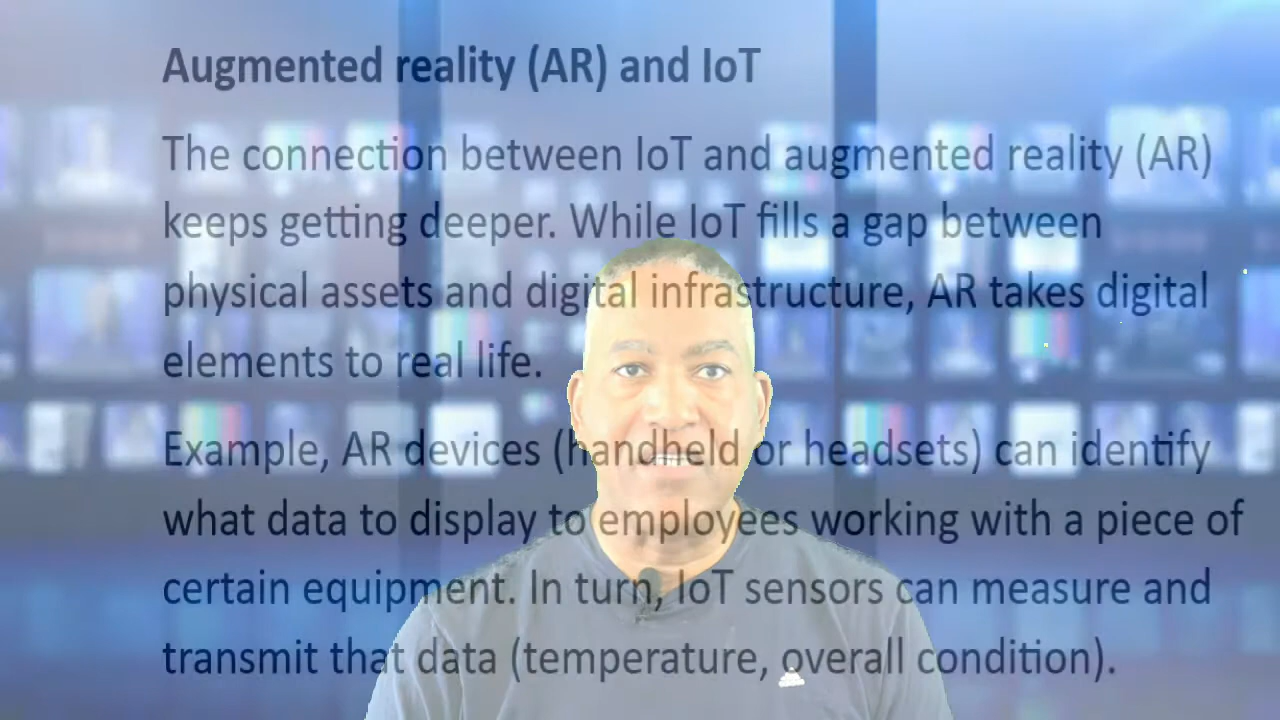 Augmented reality (AR) and IoT
The connection between IoT and augmented reality (AR)
keeps getting deeper. While IoT fills a gap between
physical assets and digital infrastructure, AR takes digital
elements to real life.
Example, AR devices (handheld or headsets) can identify
what data to display to employees working with a piece of
certain equipment. In turn, IoT sensors can measure and
transmit that data (temperature, overall condition).